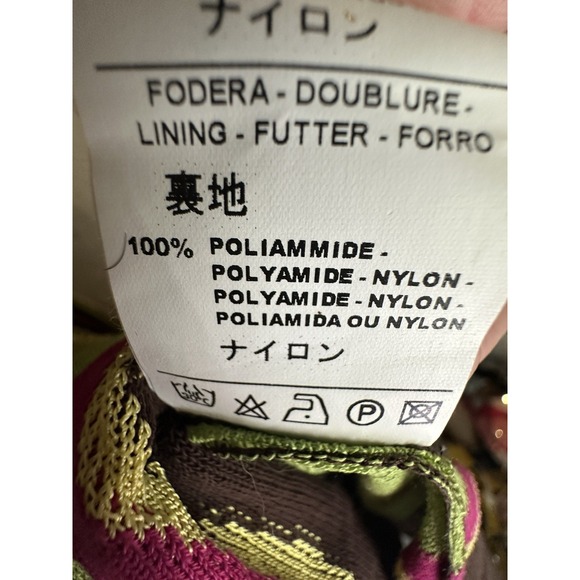 ナイロン
FODERA - DOUBLURE -
LINING - FUTTER - FORRO
裏地
100% POLIAMMIDE -
POLYAMIDE - NYLON -
POLYAMIDE - NYLON -
POLIAMIDA OU NYLON
ナイロン
P